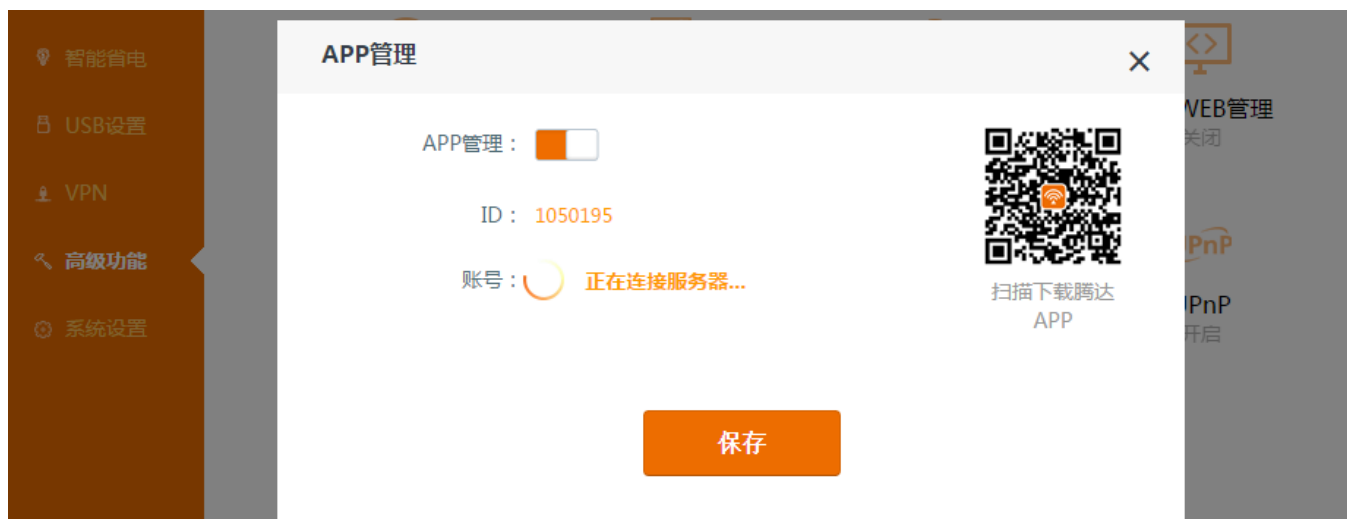 智能省电
USB设置
VPN
高级功能
系统设置
APP管理
APP管理：
ID： 1050195
账号： 正在连接服务器...
扫描下载腾达
APP
保存
WEB管理
关闭
PnP
IPnP
开启